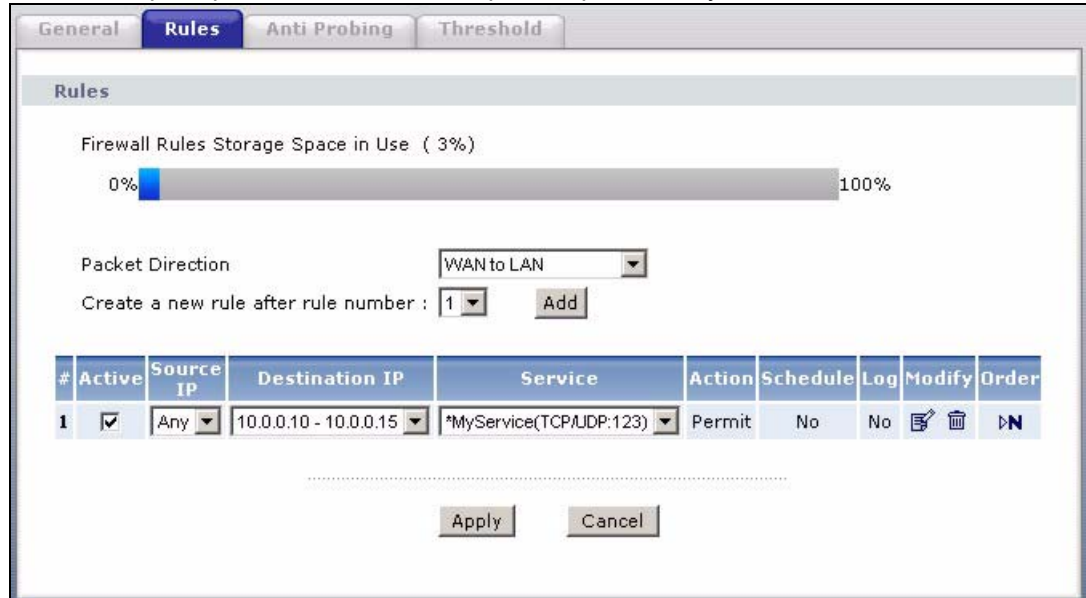 General Rules Anti Probing Threshold
Rules
Firewall Rules Storage Space in Use ( 3%)
0% 100%
Packet Direction WAN to LAN
Create a new rule after rule number : 1 Add
# Active Source IP Destination IP Service Action Schedule Log Modify Order
1 Any 10.0.0.10 - 10.0.0.15 *MyService(TCP/UDP:123) Permit No No N
Apply Cancel